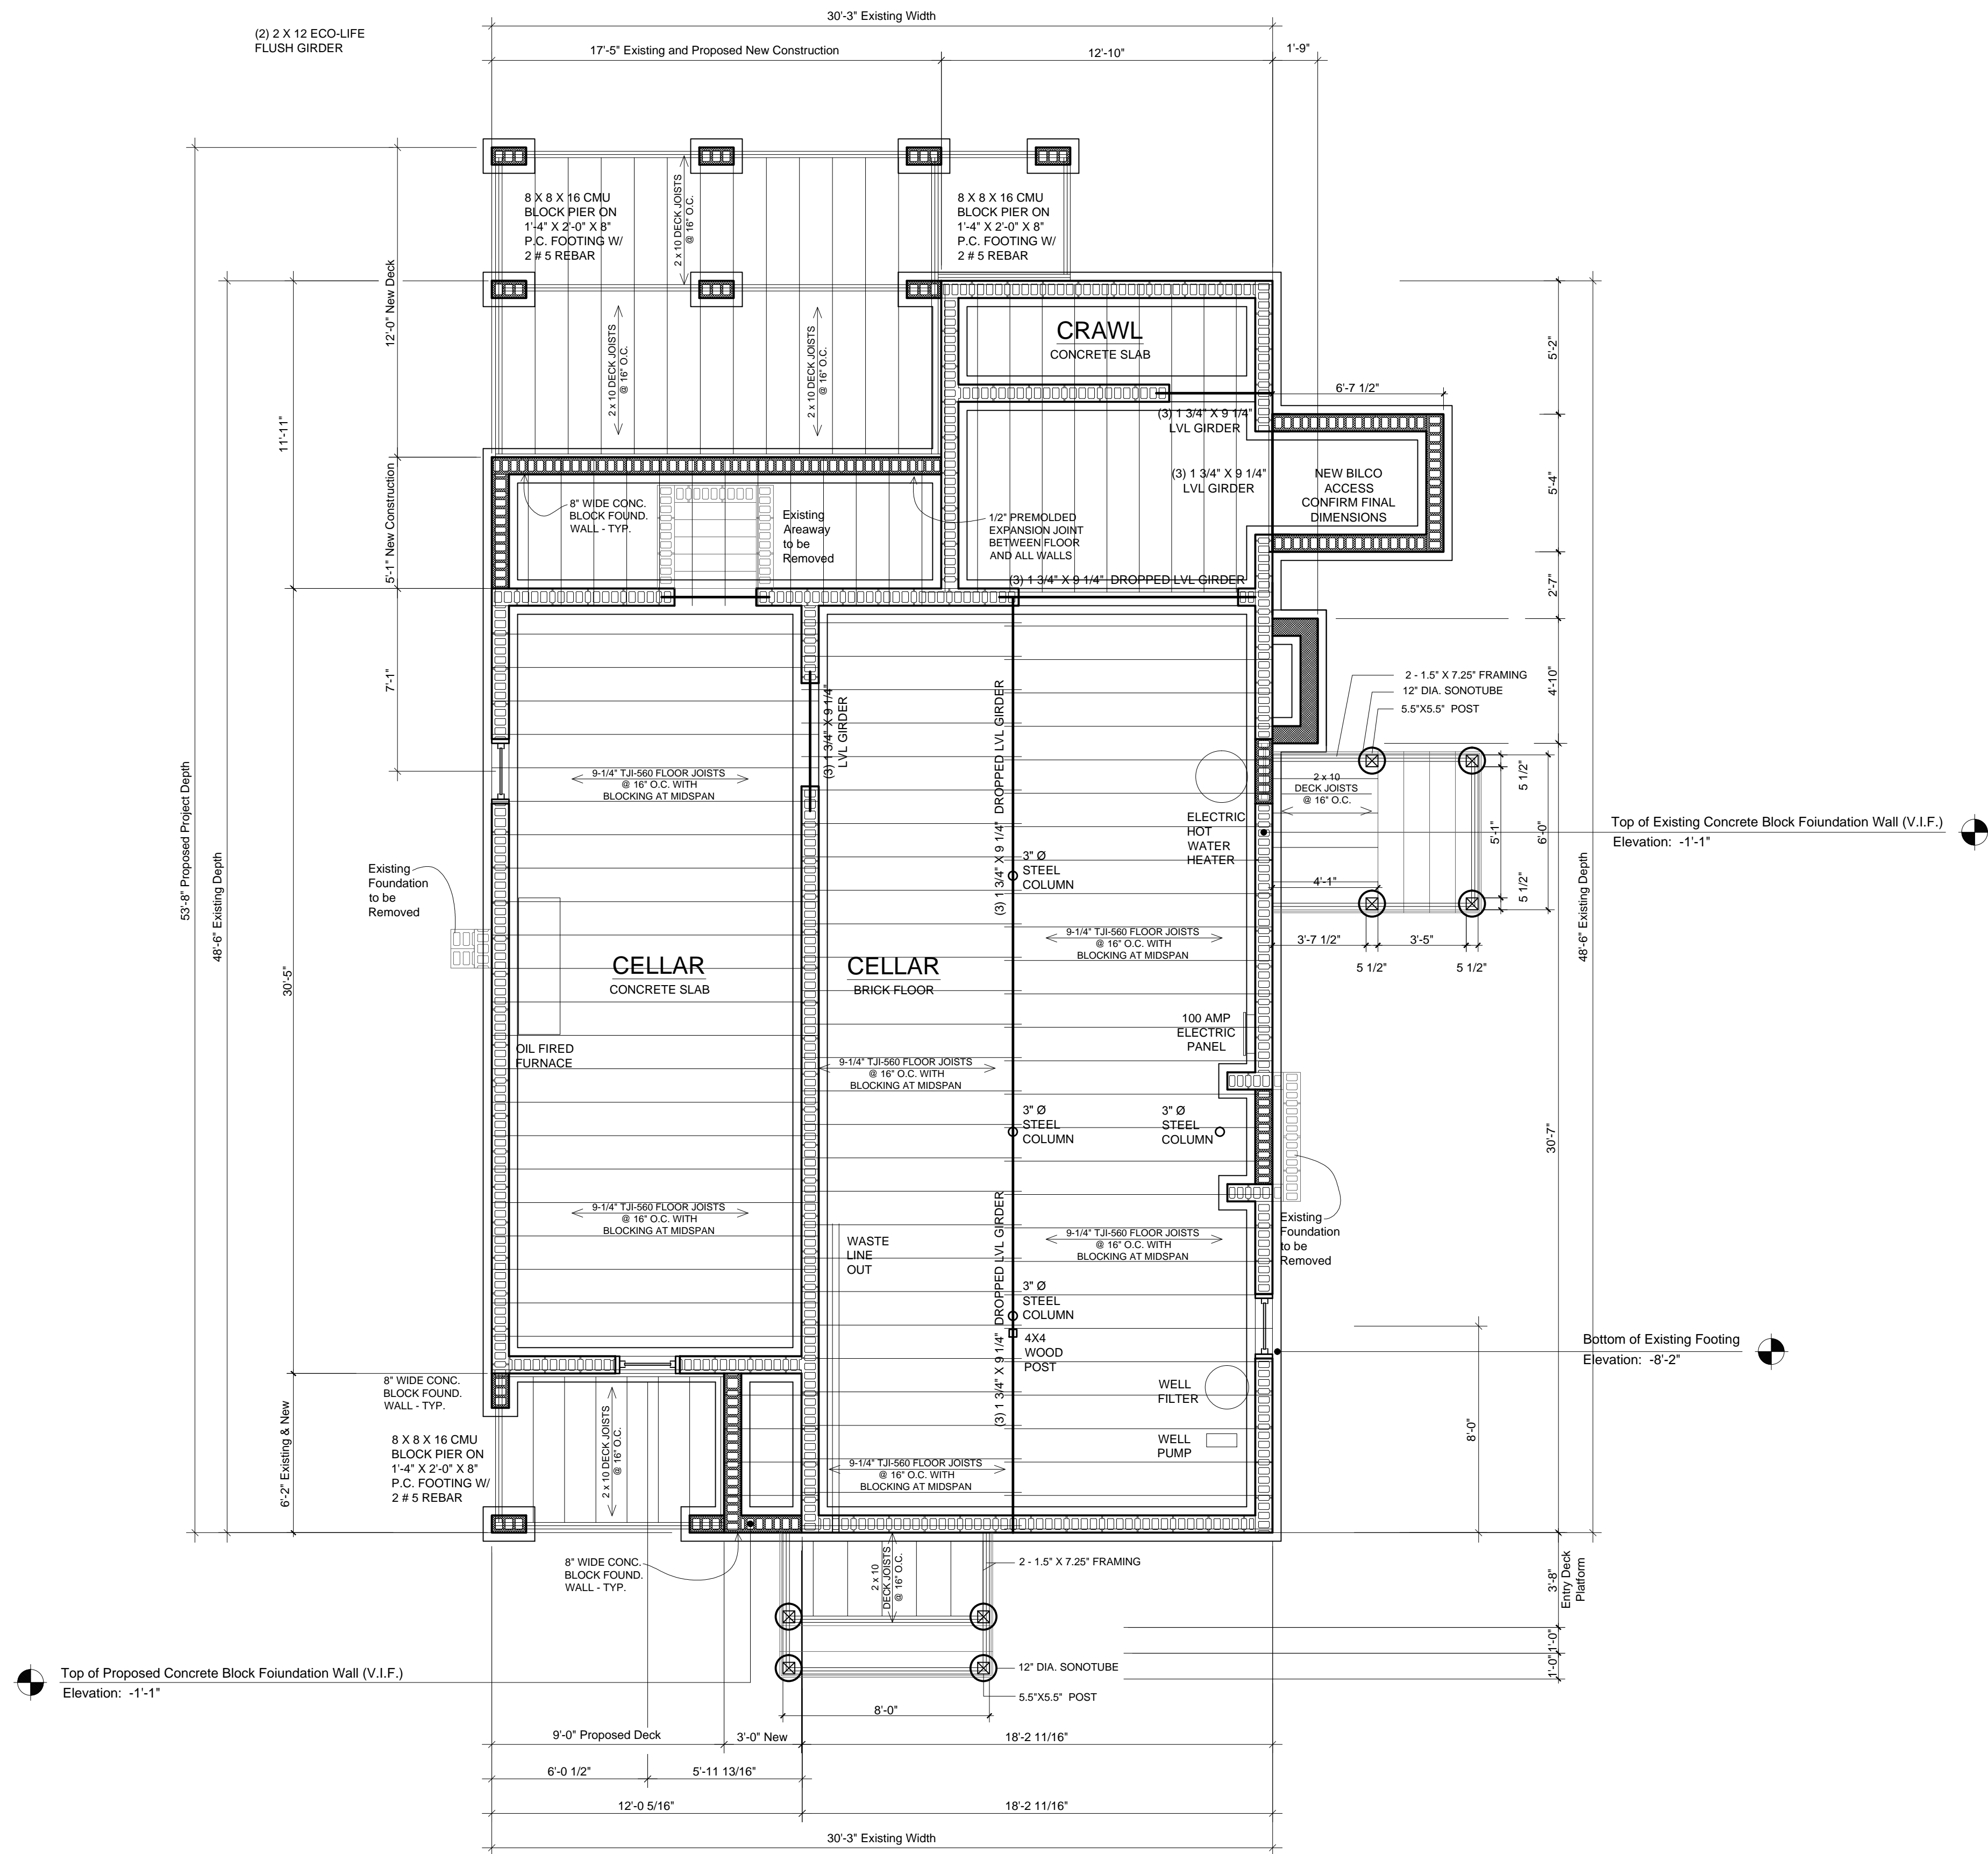 30'-3" Existing Width
(2) 2 X 12 ECO-LIFE
FLUSH GIRDER
17'-5" Existing and Proposed New Construction
12'-10"
1'-9"
8 X 8 X 16 CMU
BLOCK PIER ON
1'-4" X 2'-0" X 8"
P.C. FOOTING W/
2 # 5 REBAR
2 x 10 DECK JOISTS
@ 16" O.C.
8 X 8 X 16 CMU
BLOCK PIER ON
1'-4" X 2'-0" X 8"
P.C. FOOTING W/
2 # 5 REBAR
12'-0" New Deck
2 x 10 DECK JOISTS
@ 16" O.C.
2 x 10 DECK JOISTS
@ 16" O.C.
CRAWL
CONCRETE SLAB
5'-2"
6'-7 1/2"
(3) 1 3/4" X 9 1/4"
LVL GIRDER
11'-11"
(3) 1 3/4" X 9 1/4"
LVL GIRDER
NEW BILCO
ACCESS
CONFIRM FINAL
DIMENSIONS
5'-4"
5'-1" New Construction
8" WIDE CONC.
BLOCK FOUND.
WALL - TYP.
Existing
Areaway
to be
Removed
1/2" PREMOLDED
EXPANSION JOINT
BETWEEN FLOOR
AND ALL WALLS
(3) 1 3/4" X 9 1/4" DROPPED LVL GIRDER
2'-7"
7'-1"
4'-10"
2 - 1.5" X 7.25" FRAMING
12" DIA. SONOTUBE
5.5"X5.5" POST
(3) 1 3/4" X 9 1/4"
LVL GIRDER
(3) 1 3/4" X 9 1/4" DROPPED LVL GIRDER
9-1/4" TJI-560 FLOOR JOISTS
@ 16" O.C. WITH
BLOCKING AT MIDSPAN
2 x 10
DECK JOISTS
@ 16" O.C.
5 1/2"
5'-1"
6'-0"
5 1/2"
ELECTRIC
HOT
WATER
HEATER
Top of Existing Concrete Block Foiundation Wall (V.I.F.)
Elevation: -1'-1"
53'-8" Proposed Project Depth
48'-6" Existing Depth
Existing
Foundation
to be
Removed
3" Ø
STEEL
COLUMN
4'-1"
48'-6" Existing Depth
9-1/4" TJI-560 FLOOR JOISTS
@ 16" O.C. WITH
BLOCKING AT MIDSPAN
3'-7 1/2"
3'-5"
5 1/2"
5 1/2"
30'-5"
CELLAR
CONCRETE SLAB
CELLAR
BRICK FLOOR
100 AMP
ELECTRIC
PANEL
OIL FIRED
FURNACE
9-1/4" TJI-560 FLOOR JOISTS
@ 16" O.C. WITH
BLOCKING AT MIDSPAN
3" Ø
STEEL
COLUMN
3" Ø
STEEL
COLUMN
30'-7"
9-1/4" TJI-560 FLOOR JOISTS
@ 16" O.C. WITH
BLOCKING AT MIDSPAN
(3) 1 3/4" X 9 1/4" DROPPED LVL GIRDER
WASTE
LINE
OUT
9-1/4" TJI-560 FLOOR JOISTS
@ 16" O.C. WITH
BLOCKING AT MIDSPAN
Existing
Foundation
to be
Removed
3" Ø
STEEL
COLUMN
4X4
WOOD
POST
Bottom of Existing Footing
Elevation: -8'-2"
8" WIDE CONC.
BLOCK FOUND.
WALL - TYP.
WELL
FILTER
8'-0"
6'-2" Existing & New
8 X 8 X 16 CMU
BLOCK PIER ON
1'-4" X 2'-0" X 8"
P.C. FOOTING W/
2 # 5 REBAR
2 x 10 DECK JOISTS
@ 16" O.C.
WELL
PUMP
9-1/4" TJI-560 FLOOR JOISTS
@ 16" O.C. WITH
BLOCKING AT MIDSPAN
8" WIDE CONC.
BLOCK FOUND.
WALL - TYP.
2 x 10
DECK JOISTS
@ 16" O.C.
2 - 1.5" X 7.25" FRAMING
3'-8"
Entry Deck
Platform
1'-0"
1'-0"
Top of Proposed Concrete Block Foiundation Wall (V.I.F.)
Elevation: -1'-1"
12" DIA. SONOTUBE
5.5"X5.5" POST
8'-0"
9'-0" Proposed Deck
3'-0" New
18'-2 11/16"
6'-0 1/2"
5'-11 13/16"
12'-0 5/16"
18'-2 11/16"
30'-3" Existing Width